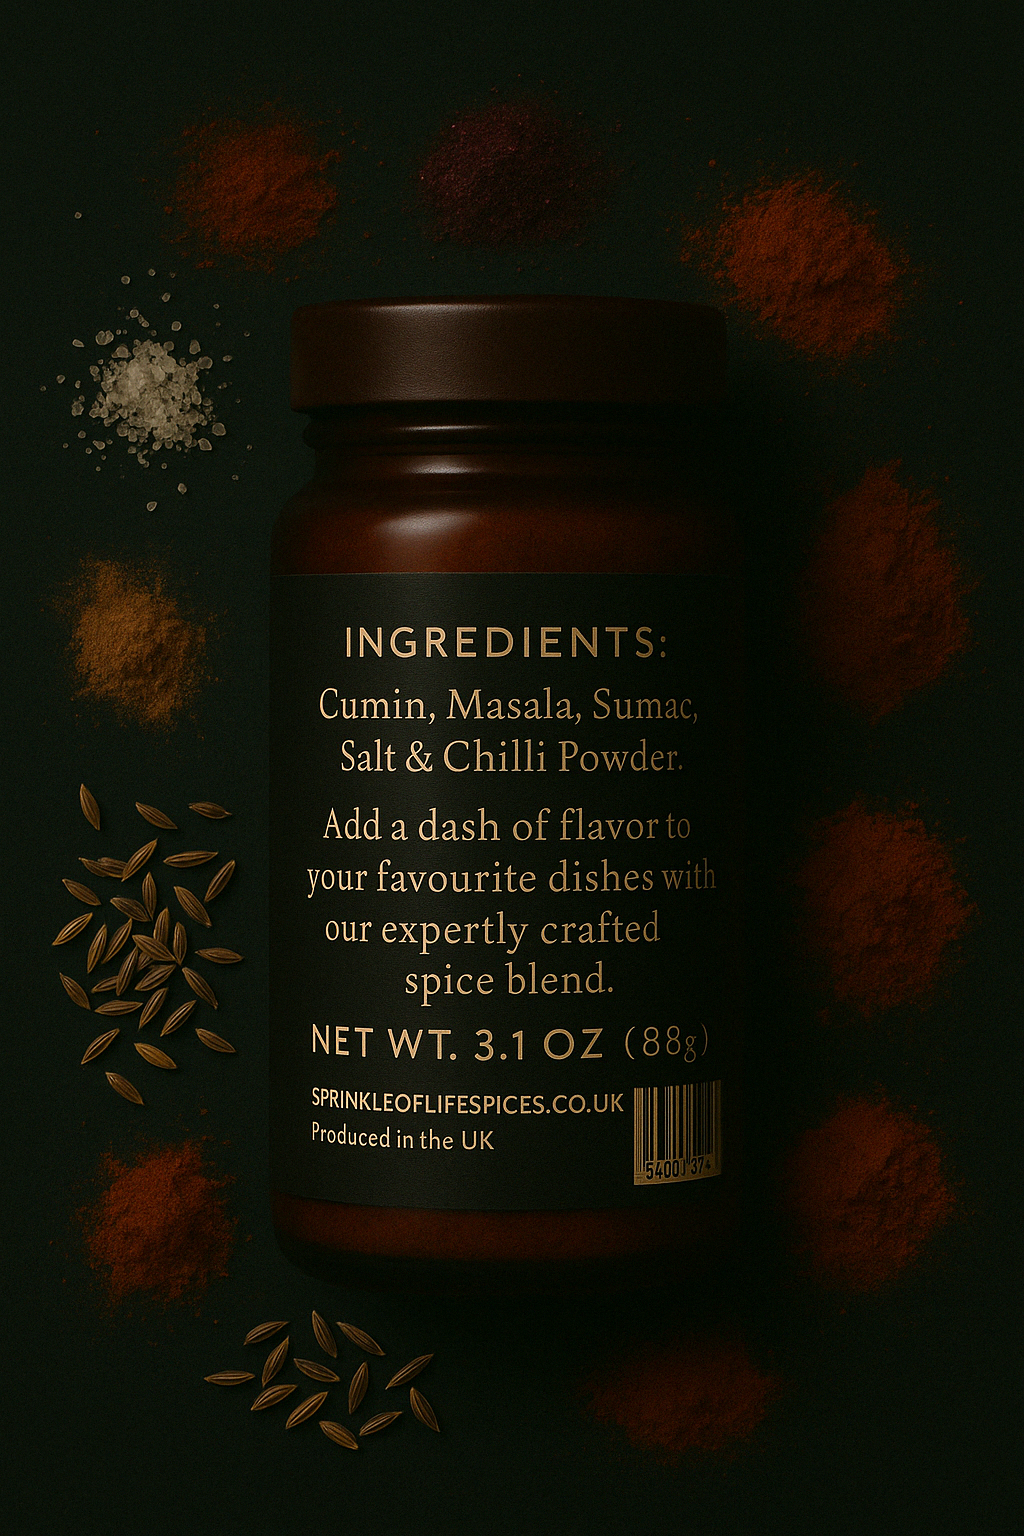 INGREDIENTS:
Cumin, Masala, Sumac,
Salt & Chilli Powder.
Add a dash of flavor to
your favourite dishes with
our expertly crafted
spice blend.
NET WT. 3.1 OZ (88g)
SPRINKLEOFLIFESPICES.CO.UK
Produced in the UK